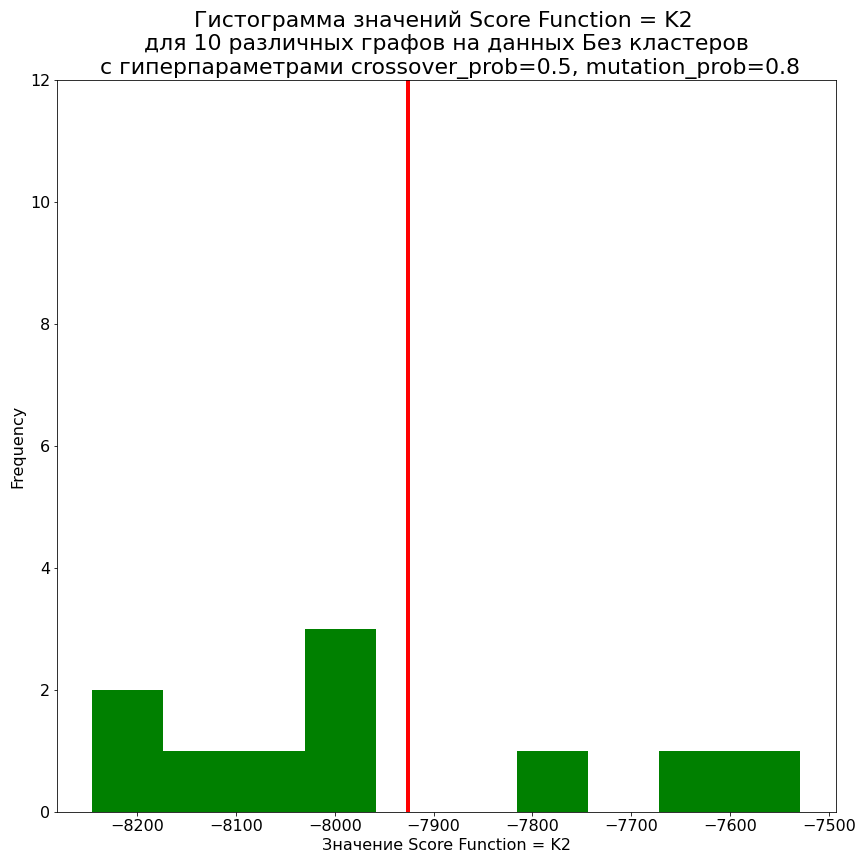 Гистограмма значений Score Function = K2
для 10 различных графов на данных Без кластеров
с гиперпараметрами crossover_prob=0.5, mutation_prob=0.8
12
10
8
6
4
2
0
Frequency
−8200 −8100 −8000 −7900 −7800 −7700 −7600 −7500
Значение Score Function = K2